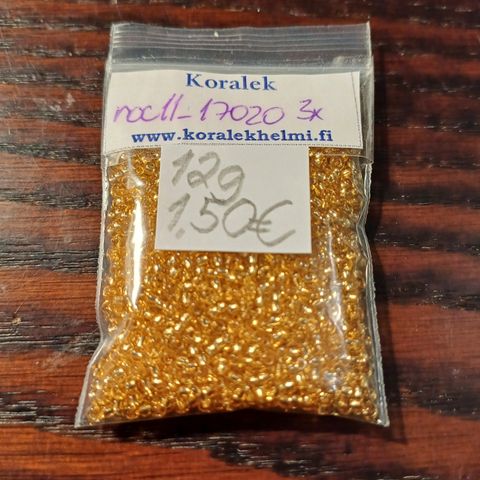 Koralek
noc11-17020 3x
www.koralekhelmi.fi
12g
1.50€